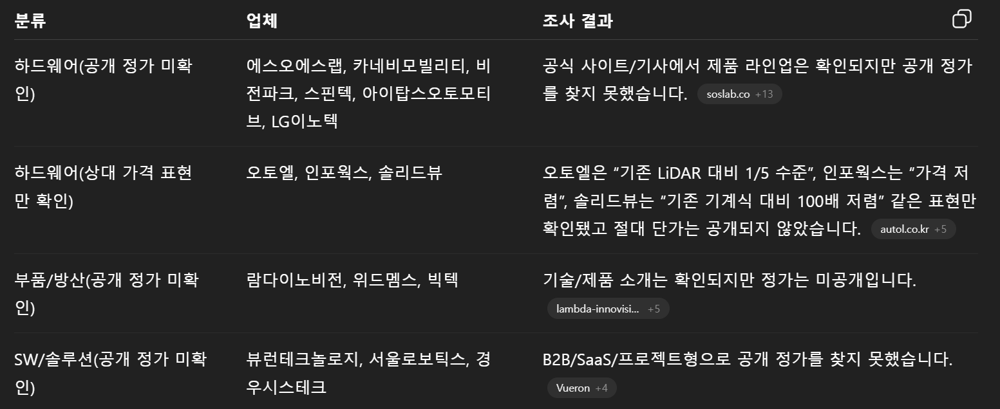 분류 업체 조사 결과
하드웨어(공개 정가 미확
인)
에스오에스랩, 카네비모빌리티, 비
전파크, 스핀텍, 아이탑스오토모티
브, LG이노텍
공식 사이트/기사에서 제품 라인업은 확인되지만 공개 정가
를 찾지 못했습니다. soslab.co +13
하드웨어(상대 가격 표현
만 확인)
오토엘, 인포웍스, 솔리드뷰
오토엘은 “기존 LiDAR 대비 1/5 수준”, 인포웍스는 “가격 저
렴”, 솔리드뷰는 “기존 기계식 대비 100배 저렴” 같은 표현만
확인됐고 절대 단가는 공개되지 않았습니다. autol.co.kr +5
부품/방산(공개 정가 미확
인)
람다이노비전, 위드멤스, 빅텍
기술/제품 소개는 확인되지만 정가는 미공개입니다.
lambda-innovisi... +5
SW/솔루션(공개 정가 미확
인)
뷰런테크놀로지, 서울로보틱스, 경
우시스테크
B2B/SaaS/프로젝트형으로 공개 정가를 찾지 못했습니다.
Vueron +4